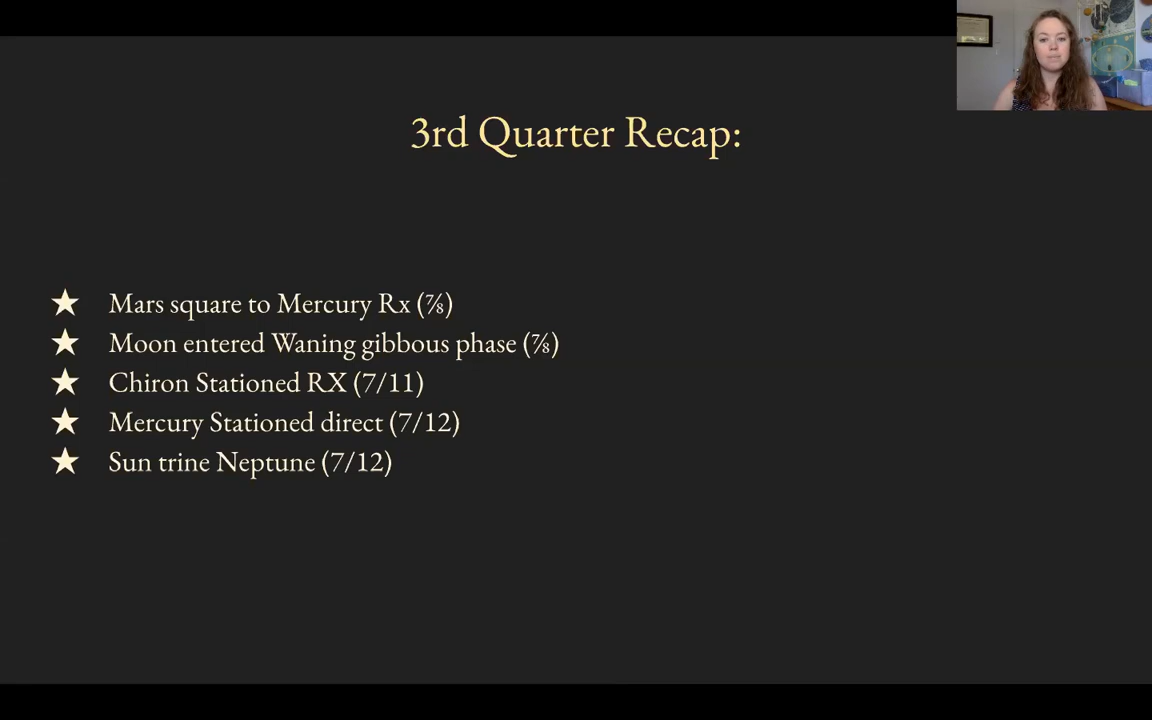 3rd Quarter Recap:
★ Mars square to Mercury Rx (⅞)
★ Moon entered Waning gibbous phase (⅞)
★ Chiron Stationed RX (7/11)
★ Mercury Stationed direct (7/12)
★ Sun trine Neptune (7/12)